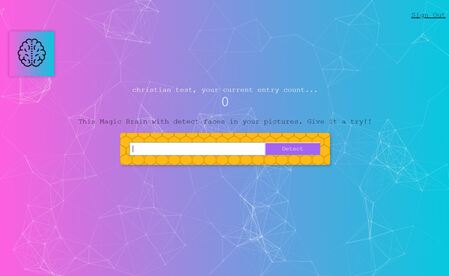 Sign Out
christian test, your current entry count...
0
This Magic Brain with detect faces in your pictures. Give it a try!!
Detect